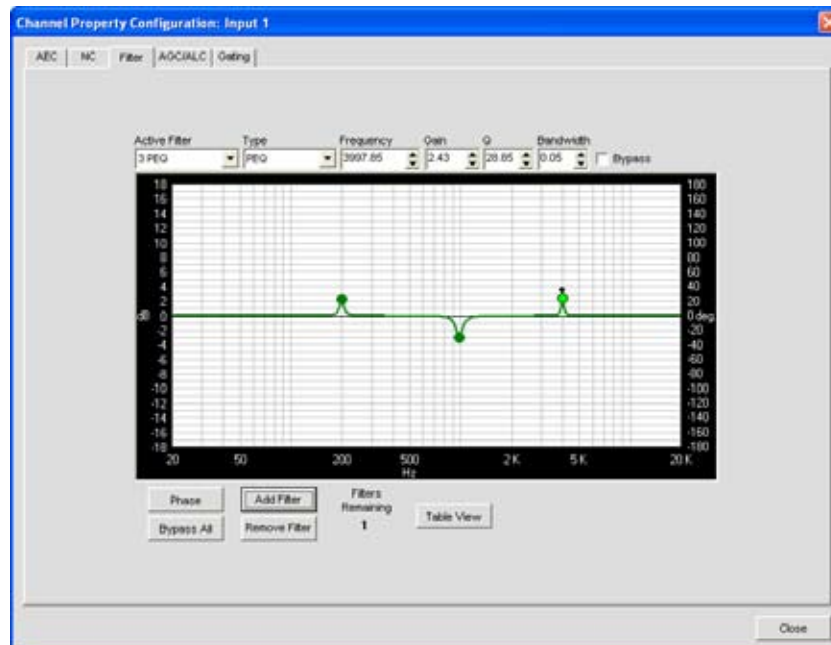 Channel Property Configuration: Input 1
AEC NC Filter AGC/ALC Gating
Active Filter Type Frequency Gain Q Bandwidth
3 PEQ PEQ 3997.85 2.43 28.85 0.05 Bypass
18 180
16 160
14 140
12 120
10 100
8 80
6 60
4 40
2 20
dB 0 0 deg
-2 -20
-4 -40
-6 -60
-8 -80
-10 -100
-12 -120
-14 -140
-16 -160
-18 -180
20 50 200 500 2K 5K 20K
Hz
Phase Add Filter Filters Remaining Table View
Bypass All Remove Filter 1
Close